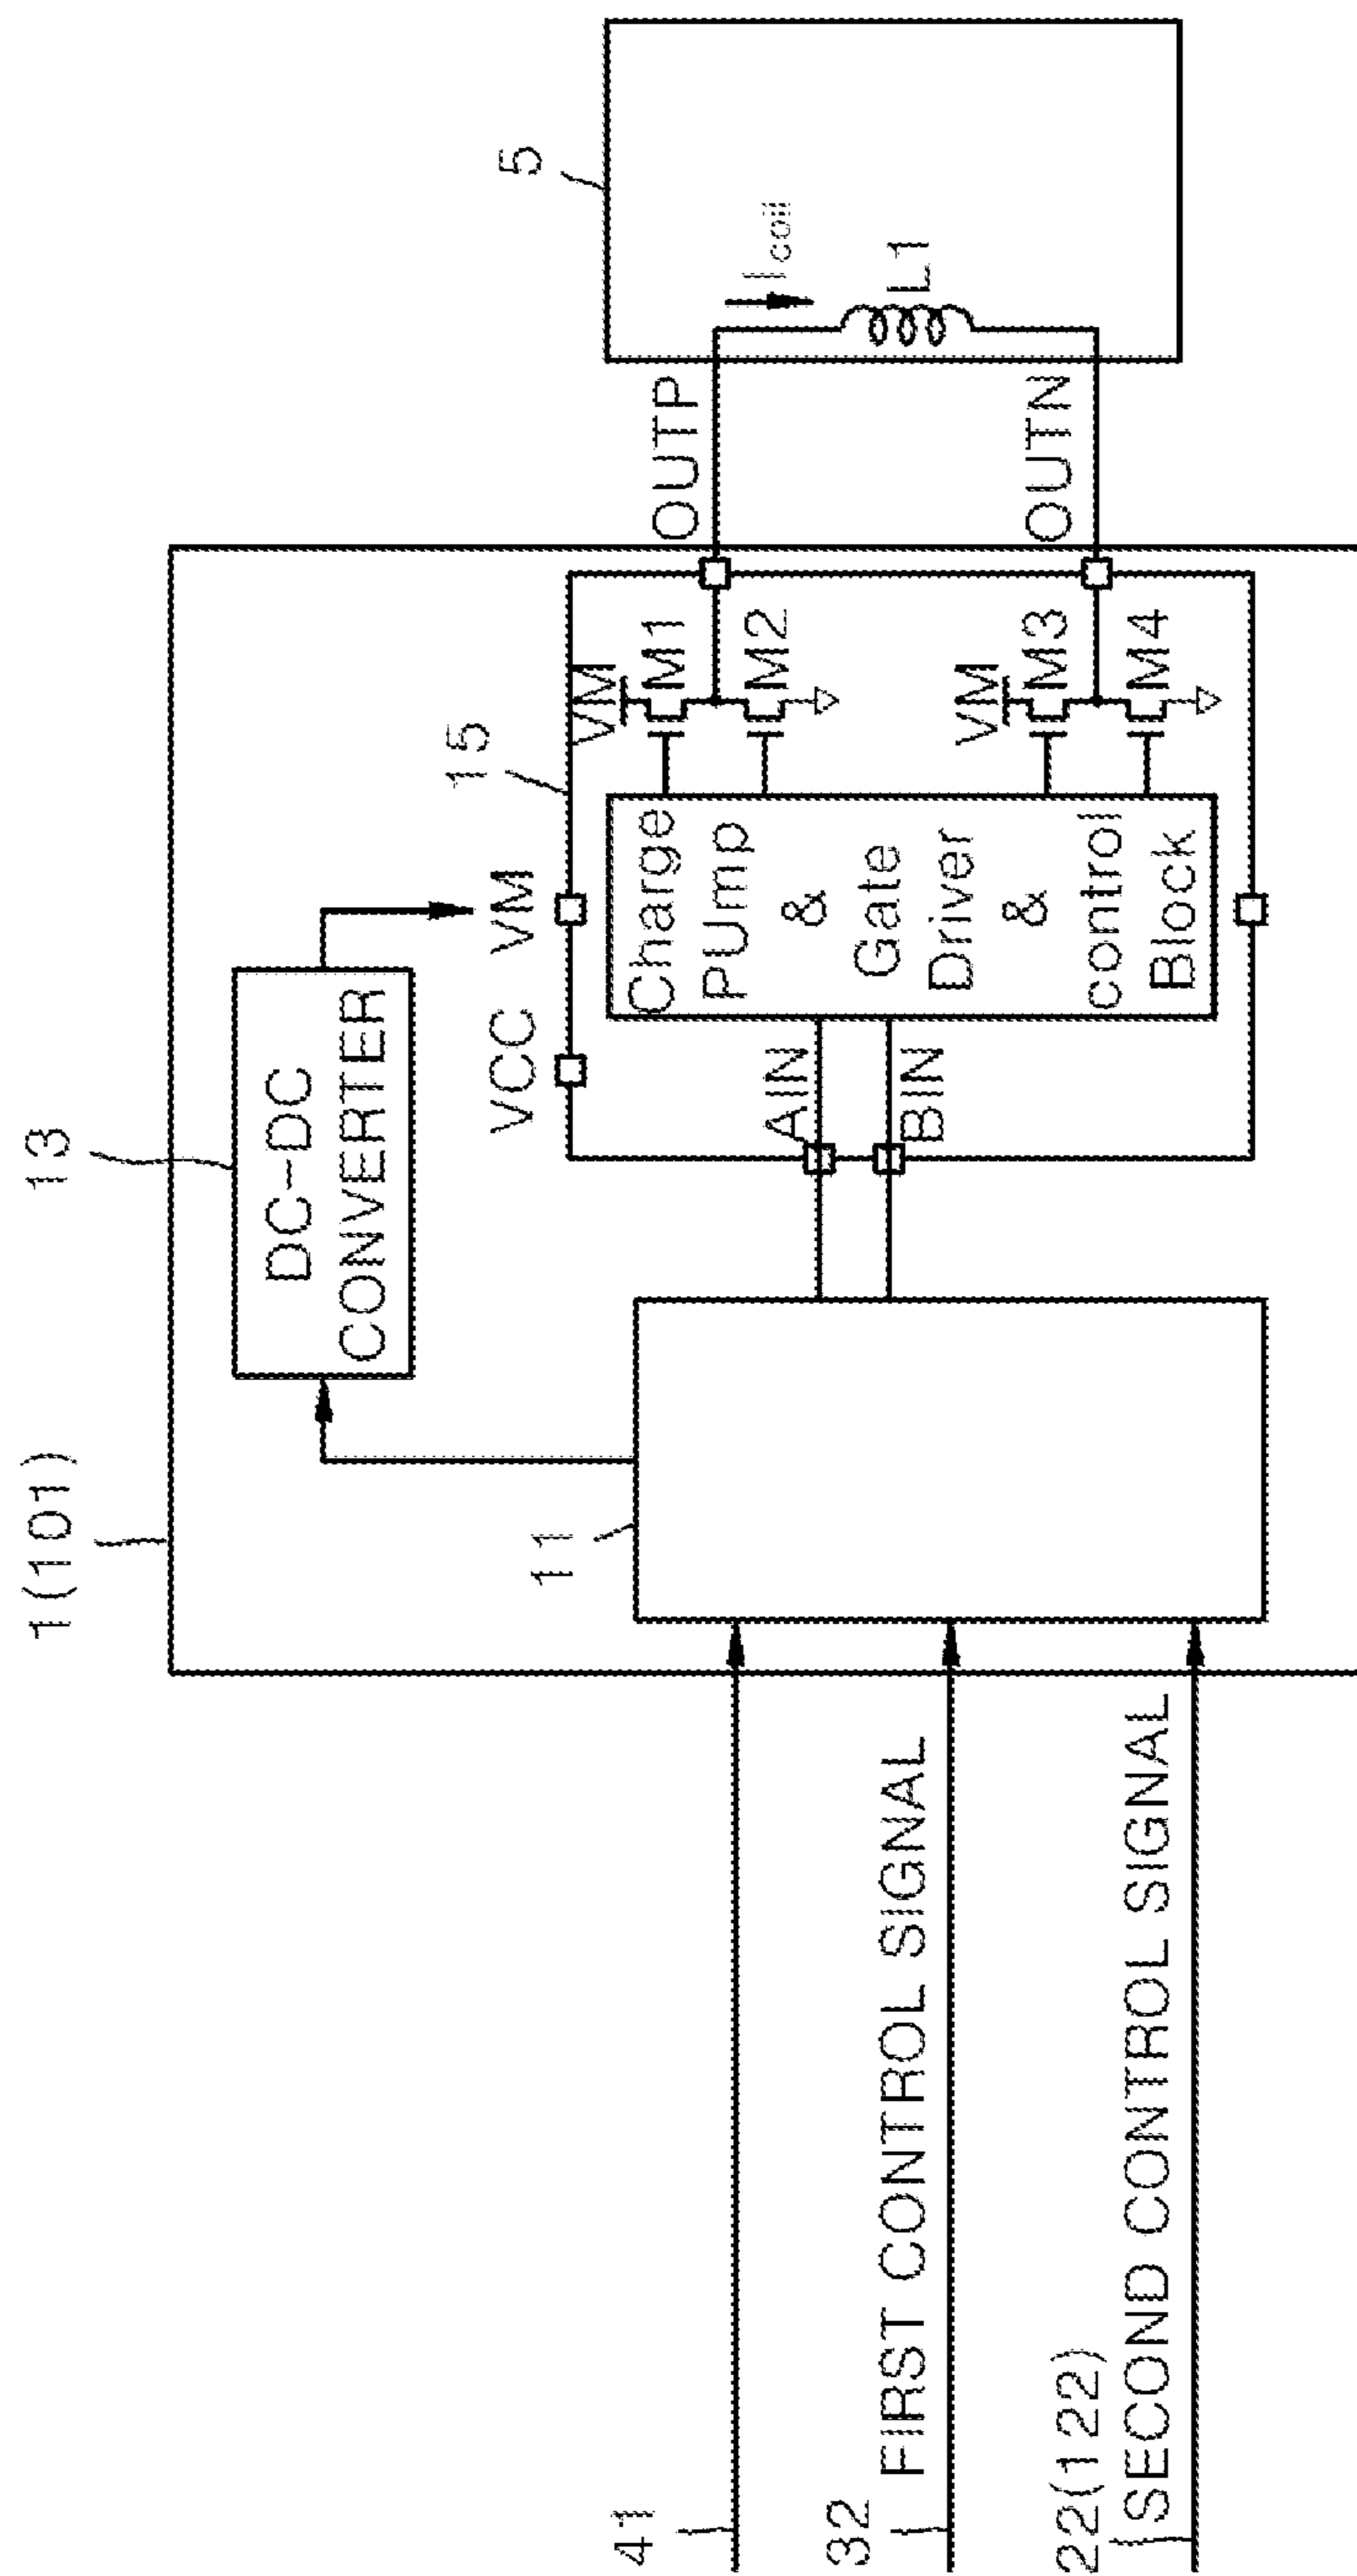 1(101)
13
DC-DC
CONVERTER
11
15
5
VCC
VM
AIN
BIN
Charge
PUmp
&
Gate
Driver
&
control
Block
VM
M1
M2
VM
M3
M4
OUTP
OUTN
Icoil
L1
41
32
FIRST CONTROL SIGNAL
22(122)
SECOND CONTROL SIGNAL